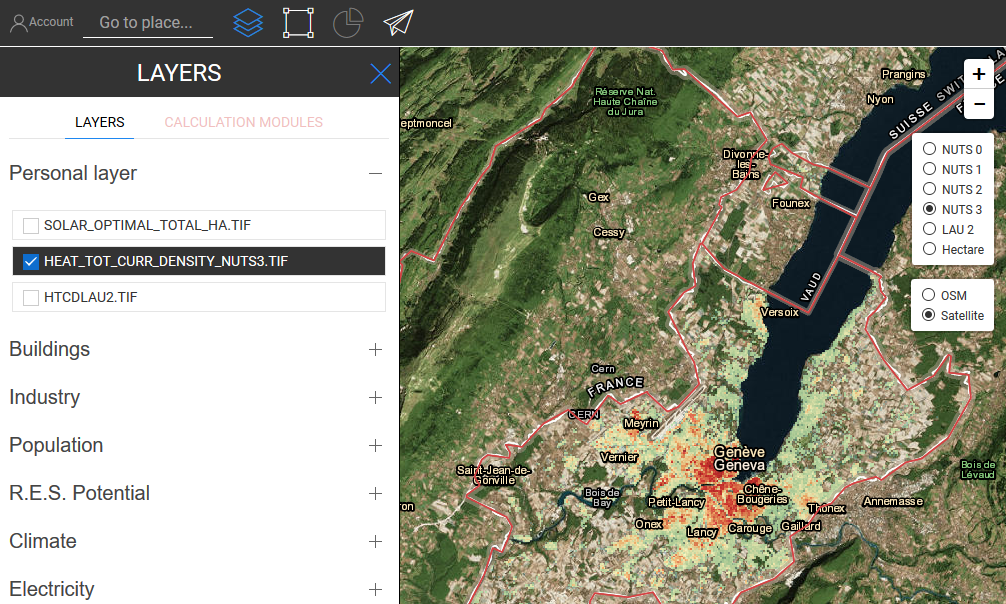 Account
Go to place...
LAYERS
LAYERS
CALCULATION MODULES
Personal layer
SOLAR_OPTIMAL_TOTAL_HA.TIF
HEAT_TOT_CURR_DENSITY_NUTS3.TIF
HTCDLAU2.TIF
Buildings
Industry
Population
R.E.S. Potential
Climate
Electricity
Prangins
Nyon
Réserve Nat.
Haute Chaîne
du Jura
eptmoncel
Divonne-
les-
Bains
Gex
Founex
Cessy
SUISSE
VAUD
Versoix
Cern
FRANCE
CERN
Meyrin
Vernier
Genève
Geneva
Saint-Jean-de-
Gonville
Bois de
Bay
Petit-Lancy
Chêne-
Bougeries
Bois de
Lévaud
Annemasse
Thonex
ron
Onex
Lancy
Carouge
Gaillard
+
−
NUTS 0
NUTS 1
NUTS 2
NUTS 3
LAU 2
Hectare
OSM
Satellite